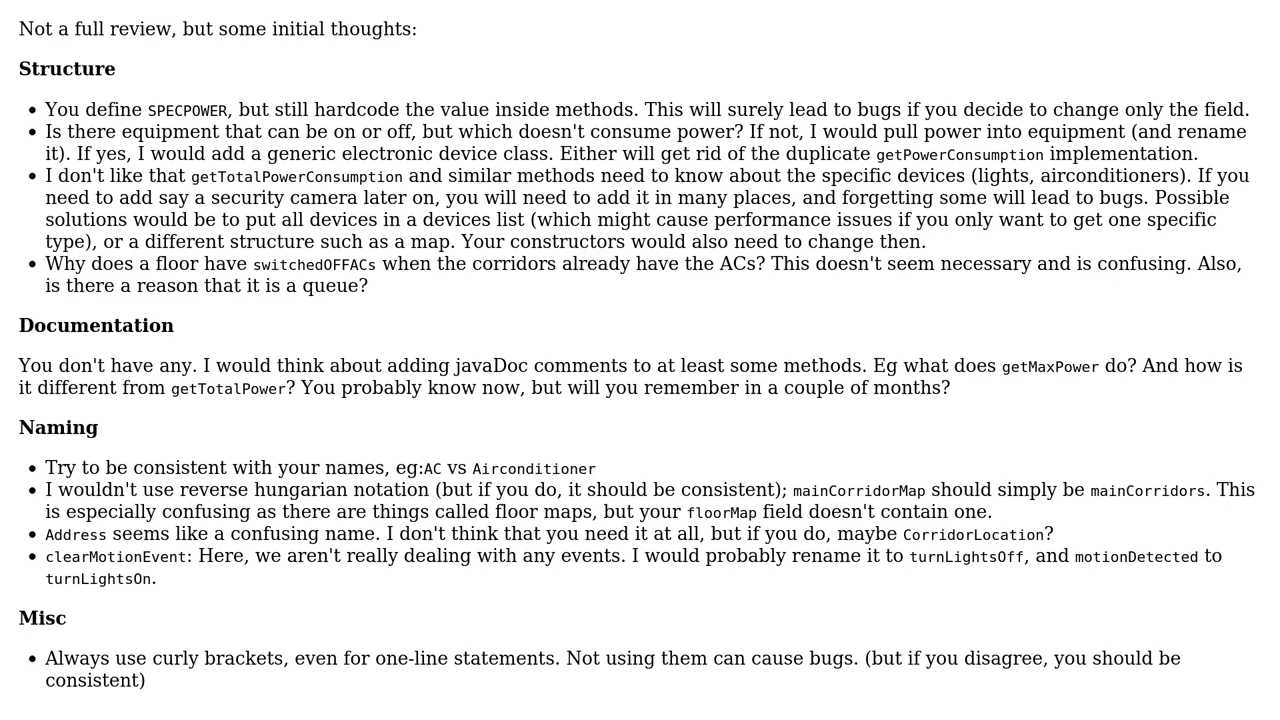 Not a full review, but some initial thoughts:
Structure
• You define SPECPOWER, but still hardcode the value inside methods. This will surely lead to bugs if you decide to change only the field.
• Is there equipment that can be on or off, but which doesn't consume power? If not, I would pull power into equipment (and rename
it). If yes, I would add a generic electronic device class. Either will get rid of the duplicate getPowerConsumption implementation.
• I don't like that getTotalPowerConsumption and similar methods need to know about the specific devices (lights, airconditioners). If you
need to add say a security camera later on, you will need to add it in many places, and forgetting some will lead to bugs. Possible
solutions would be to put all devices in a devices list (which might cause performance issues if you only want to get one specific
type), or a different structure such as a map. Your constructors would also need to change then.
• Why does a floor have switchedOFFACs when the corridors already have the ACs? This doesn't seem necessary and is confusing. Also,
is there a reason that it is a queue?
Documentation
You don't have any. I would think about adding javaDoc comments to at least some methods. Eg what does getMaxPower do? And how is
it different from getTotalPower? You probably know now, but will you remember in a couple of months?
Naming
• Try to be consistent with your names, eg:AC vs Airconditioner
• I wouldn't use reverse hungarian notation (but if you do, it should be consistent); mainCorridorMap should simply be mainCorridors. This
is especially confusing as there are things called floor maps, but your floorMap field doesn't contain one.
• Address seems like a confusing name. I don't think that you need it at all, but if you do, maybe CorridorLocation?
• clearMotionEvent: Here, we aren't really dealing with any events. I would probably rename it to turnLightsOff, and motionDetected to
turnLightsOn.
Misc
• Always use curly brackets, even for one-line statements. Not using them can cause bugs. (but if you disagree, you should be
consistent)